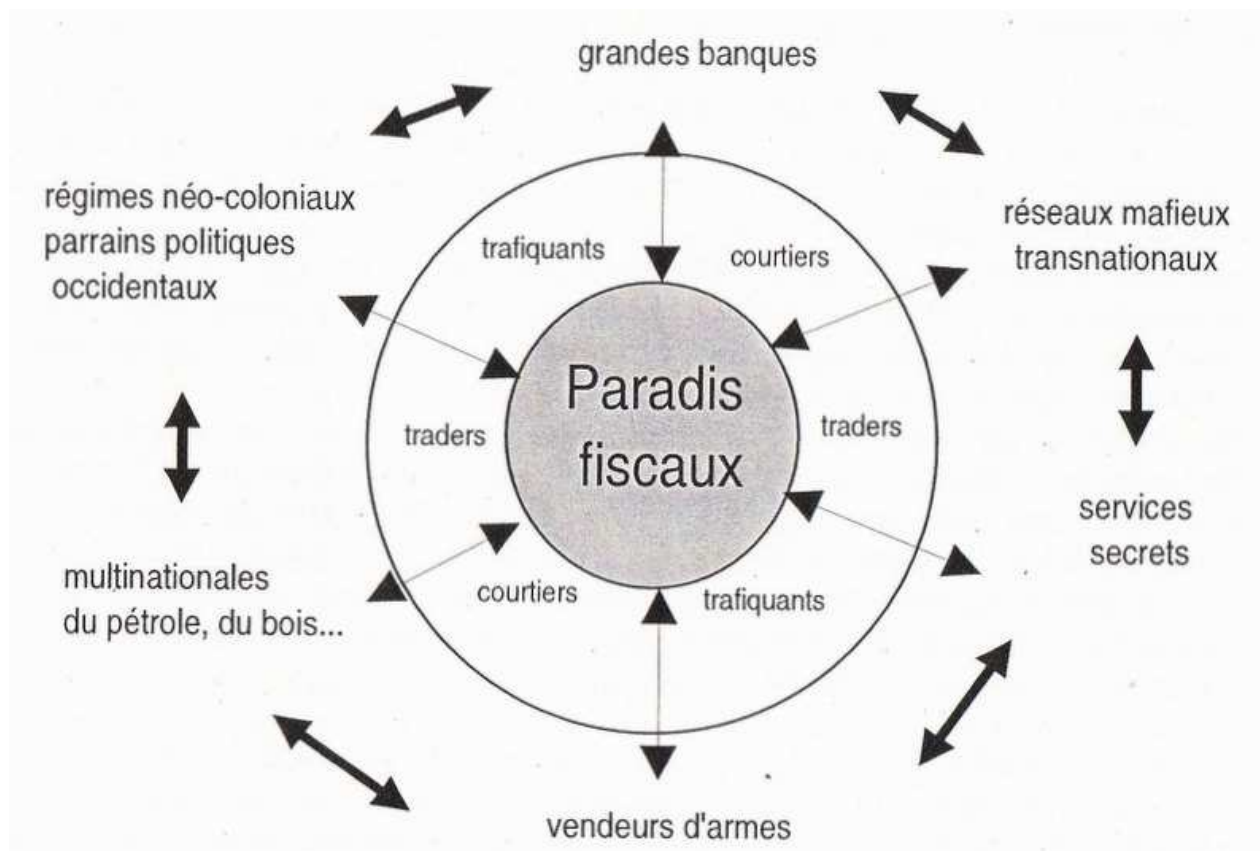 grandes banques
régimes néo-coloniaux
parrains politiques
occidentaux
réseaux mafieux
transnationaux
trafiquants
courtiers
Paradis
fiscaux
traders
traders
services
secrets
multinationales
du pétrole, du bois...
courtiers
trafiquants
vendeurs d'armes